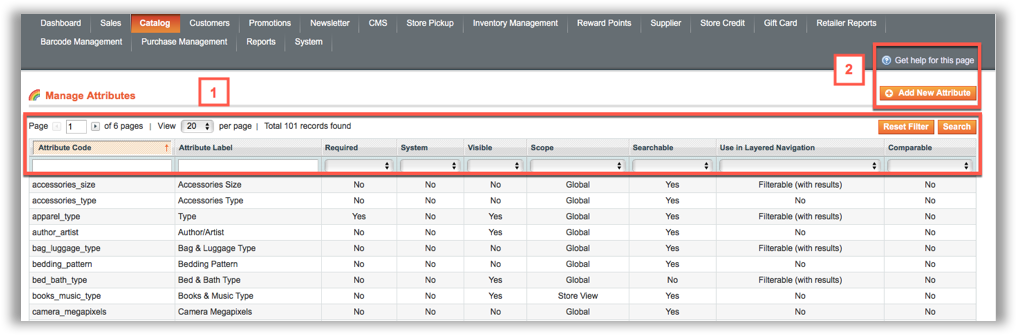 Dashboard Sales Catalog Customers Promotions Newsletter CMS Store Pickup Inventory Management Reward Points Supplier Store Credit Gift Card Retailer Reports
Barcode Management Purchase Management Reports System
2 Get help for this page
1
Manage Attributes Add New Attribute
Page 1 of 6 pages | View 20 per page | Total 101 records found Reset Filter Search
Attribute Code ↑ Attribute Label Required System Visible Scope Searchable Use in Layered Navigation Comparable
accessories_size Accessories Size No No No Global Yes Filterable (with results) No
accessories_type Accessories Type No No No Global Yes No No
apparel_type Type Yes No Yes Global Yes Filterable (with results) No
author_artist Author/Artist No No Yes Global Yes No No
bag_luggage_type Bag & Luggage Type No No No Global Yes Filterable (with results) No
bedding_pattern Bedding Pattern No No No Global Yes No No
bed_bath_type Bed & Bath Type No No Yes Global No Filterable (with results) No
books_music_type Books & Music Type No No Yes Store View Yes No No
camera_megapixels Camera Megapixels No No No Global Yes No No